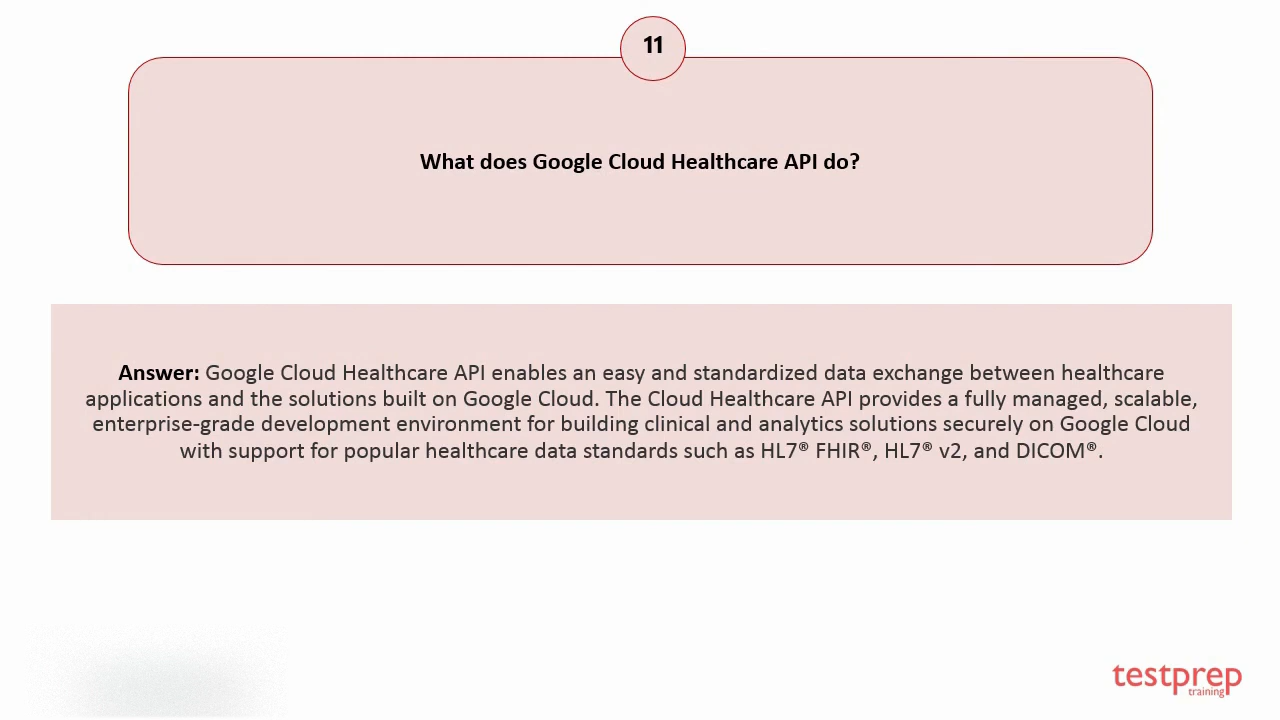 11
What does Google Cloud Healthcare API do?
Answer: Google Cloud Healthcare API enables an easy and standardized data exchange between healthcare
applications and the solutions built on Google Cloud. The Cloud Healthcare API provides a fully managed, scalable,
enterprise-grade development environment for building clinical and analytics solutions securely on Google Cloud
with support for popular healthcare data standards such as HL7® FHIR®, HL7® v2, and DICOM®.
testprep
training